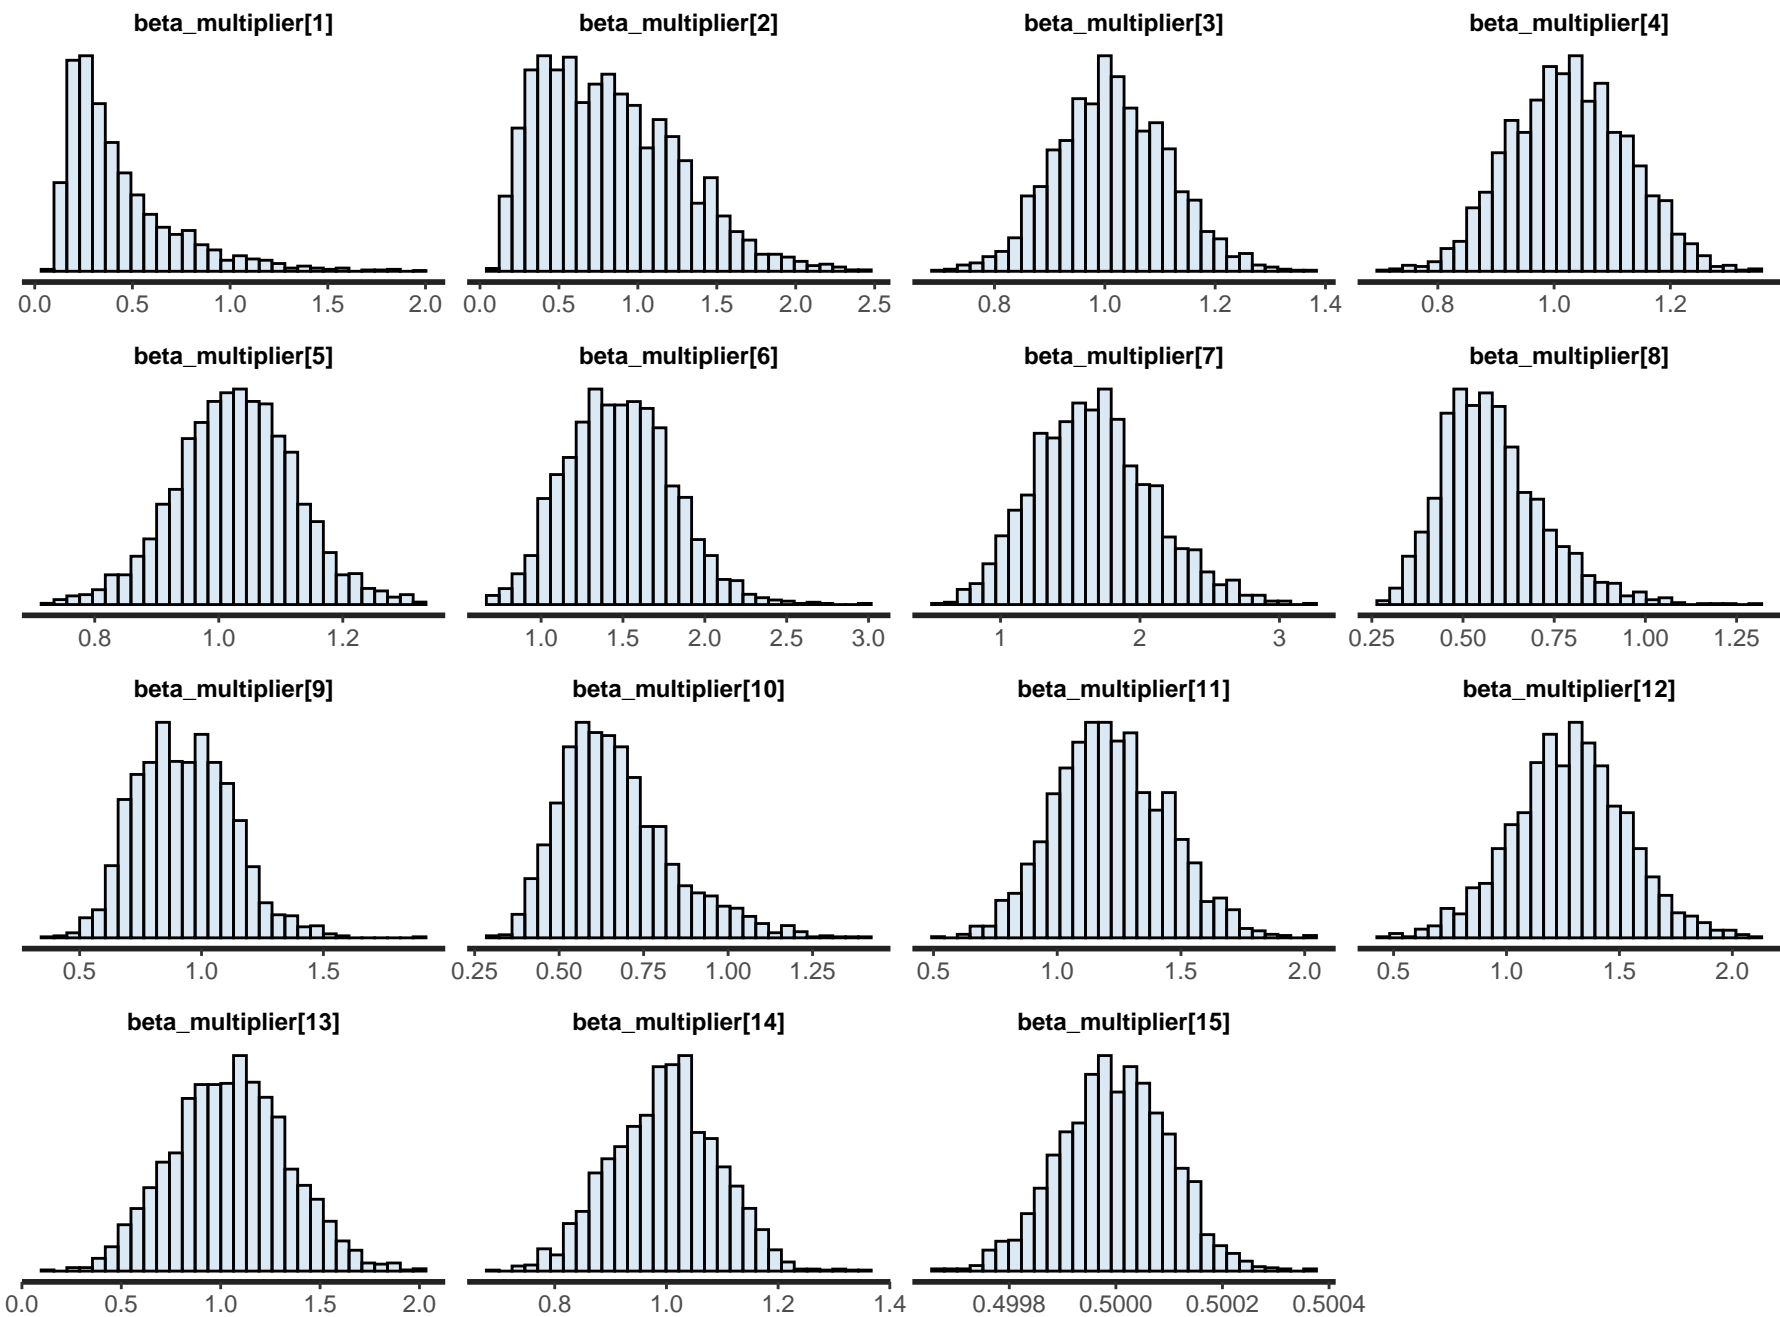 beta_multiplier[1] beta_multiplier[2] beta_multiplier[3] beta_multiplier[4]
0.0 0.5 1.0 1.5 2.0 0.0 0.5 1.0 1.5 2.0 2.5 0.8 1.0 1.2 1.4 0.8 1.0 1.2
beta_multiplier[5] beta_multiplier[6] beta_multiplier[7] beta_multiplier[8]
0.8 1.0 1.2 1.0 1.5 2.0 2.5 3.0 1 2 3 0.25 0.50 0.75 1.00 1.25
beta_multiplier[9] beta_multiplier[10] beta_multiplier[11] beta_multiplier[12]
0.5 1.0 1.5 0.25 0.50 0.75 1.00 1.25 0.5 1.0 1.5 2.0 0.5 1.0 1.5 2.0
beta_multiplier[13] beta_multiplier[14] beta_multiplier[15]
0.0 0.5 1.0 1.5 2.0 0.8 1.0 1.2 1.4 0.4998 0.5000 0.5002 0.5004